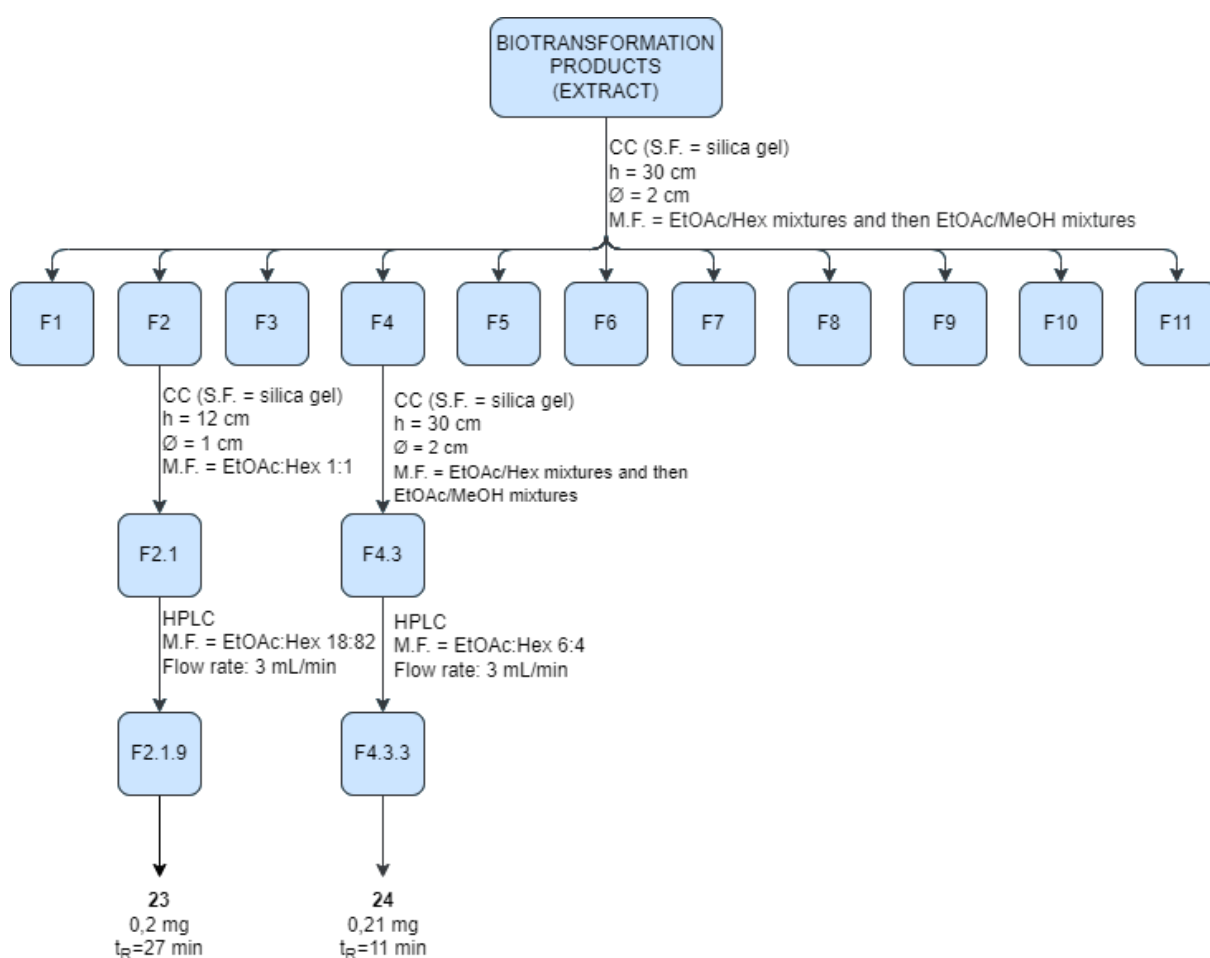 BIOTRANSFORMATION
PRODUCTS
(EXTRACT)
CC (S.F. = silica gel)
h = 30 cm
Ø = 2 cm
M.F. = EtOAc/Hex mixtures and then EtOAc/MeOH mixtures
F1
F2
F3
F4
F5
F6
F7
F8
F9
F10
F11
CC (S.F. = silica gel)
h = 12 cm
Ø = 1 cm
M.F. = EtOAc:Hex 1:1
CC (S.F. = silica gel)
h = 30 cm
Ø = 2 cm
M.F. = EtOAc/Hex mixtures and then
EtOAc/MeOH mixtures
F2.1
F4.3
HPLC
M.F. = EtOAc:Hex 18:82
Flow rate: 3 mL/min
HPLC
M.F. = EtOAc:Hex 6:4
Flow rate: 3 mL/min
F2.1.9
F4.3.3
23
0,2 mg
tR=27 min
24
0,21 mg
tR=11 min